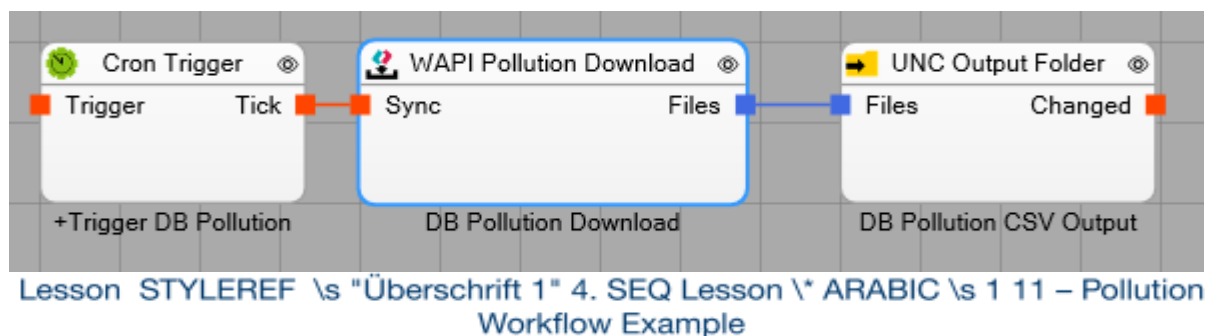 Cron Trigger WAPI Pollution Download UNC Output Folder
Trigger Tick Sync Files Files Changed
+Trigger DB Pollution DB Pollution Download DB Pollution CSV Output
Lesson STYLEREF \s "Überschrift 1" 4. SEQ Lesson \* ARABIC \s 1 11 – Pollution
Workflow Example